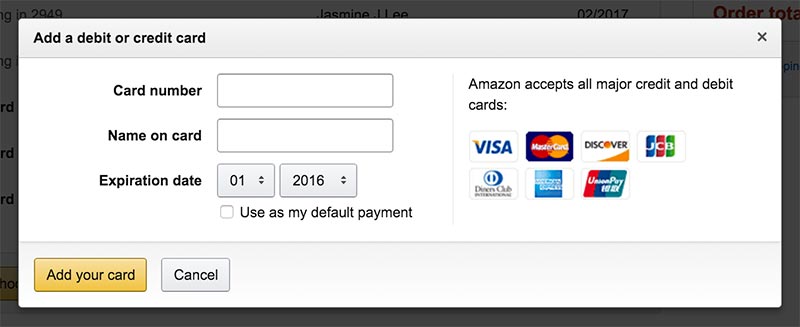 ng in 2949
Jasmine J Lee
02/2017
Order tota
Add a debit or credit card
×
Card number
Name on card
Expiration date
01
2016
Use as my default payment
Amazon accepts all major credit and debit
cards:
VISA
MasterCard
DISCOVER
JCB
Diners Club
INTERNATIONAL
AMERICAN
EXPRESS
UnionPay
银联
Add your card
Cancel